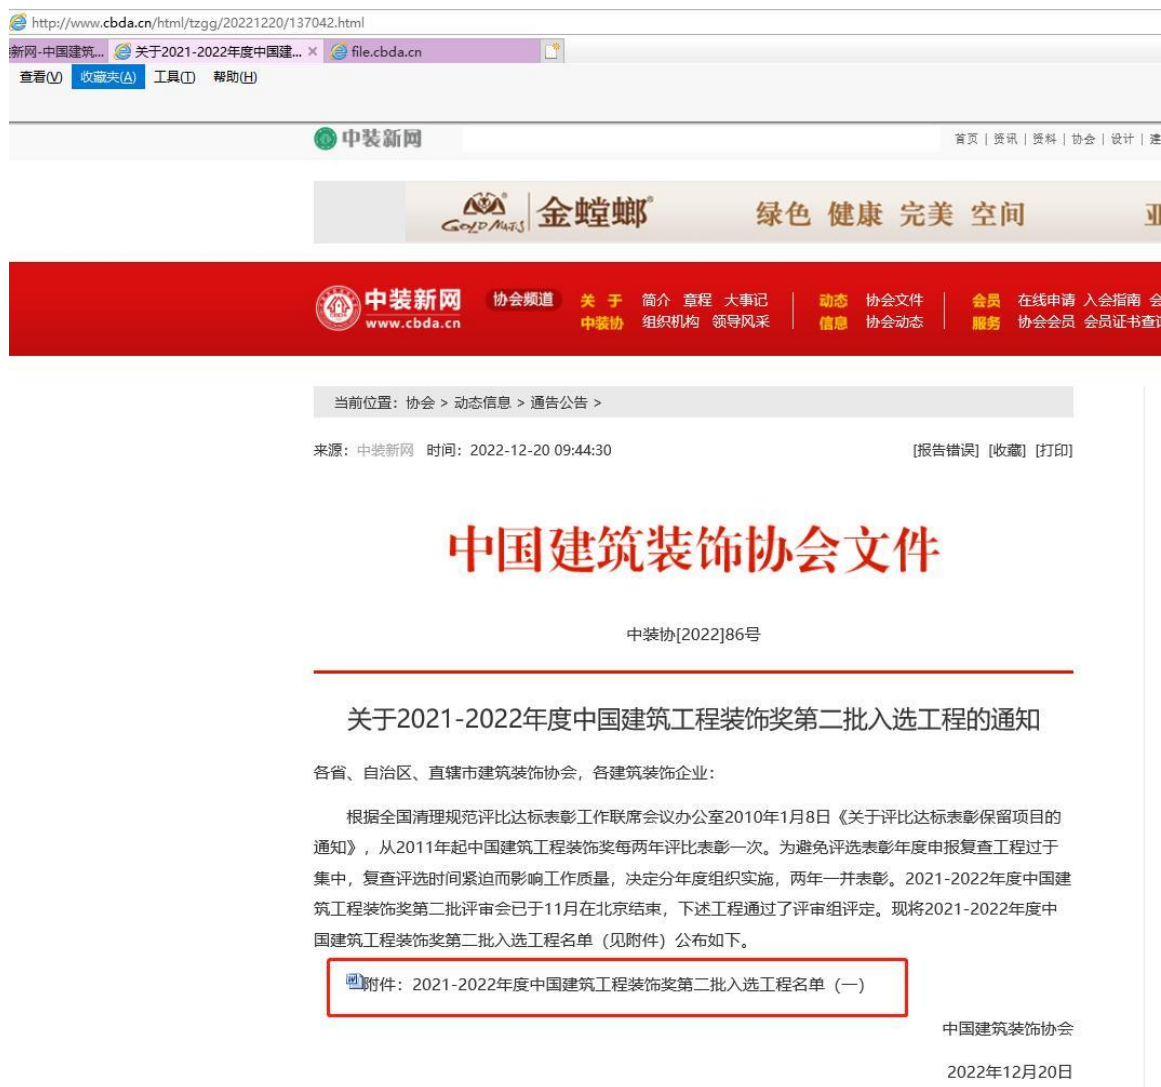 http://www.cbda.cn/html/tzgg/20221220/137042.html
新网-中国建筑... 关于2021-2022年度中国建... × file.cbda.cn
查看(V) 收藏夹(A) 工具(T) 帮助(H)
中装新网 首页 | 资讯 | 资料 | 协会 | 设计 | 建
GOLD MANTIS 金螳螂® 绿色 健康 完美 空间 亚
中装新网 协会频道 关于 简介 章程 大事记 动态 协会文件 会员 在线申请 入会指南 会
www.cbda.cn 中装协 组织机构 领导风采 信息 协会动态 服务 协会会员 会员证书查
当前位置：协会 > 动态信息 > 通告公告 >
来源：中装新网 时间：2022-12-20 09:44:30 [报告错误] [收藏] [打印]
中国建筑装饰协会文件
中装协[2022]86号
关于2021-2022年度中国建筑工程装饰奖第二批入选工程的通知
各省、自治区、直辖市建筑装饰协会，各建筑装饰企业：
根据全国清理规范评比达标表彰工作联席会议办公室2010年1月8日《关于评比达标表彰保留项目的
通知》，从2011年起中国建筑工程装饰奖每两年评比表彰一次。为避免评选表彰年度申报复查工程过于
集中，复查评选时间紧迫而影响工作质量，决定分年度组织实施，两年一并表彰。2021-2022年度中国建
筑工程装饰奖第二批评审会已于11月在北京结束，下述工程通过了评审组评定。现将2021-2022年度中
国建筑工程装饰奖第二批入选工程名单（见附件）公布如下。
附件：2021-2022年度中国建筑工程装饰奖第二批入选工程名单（一）
中国建筑装饰协会
2022年12月20日